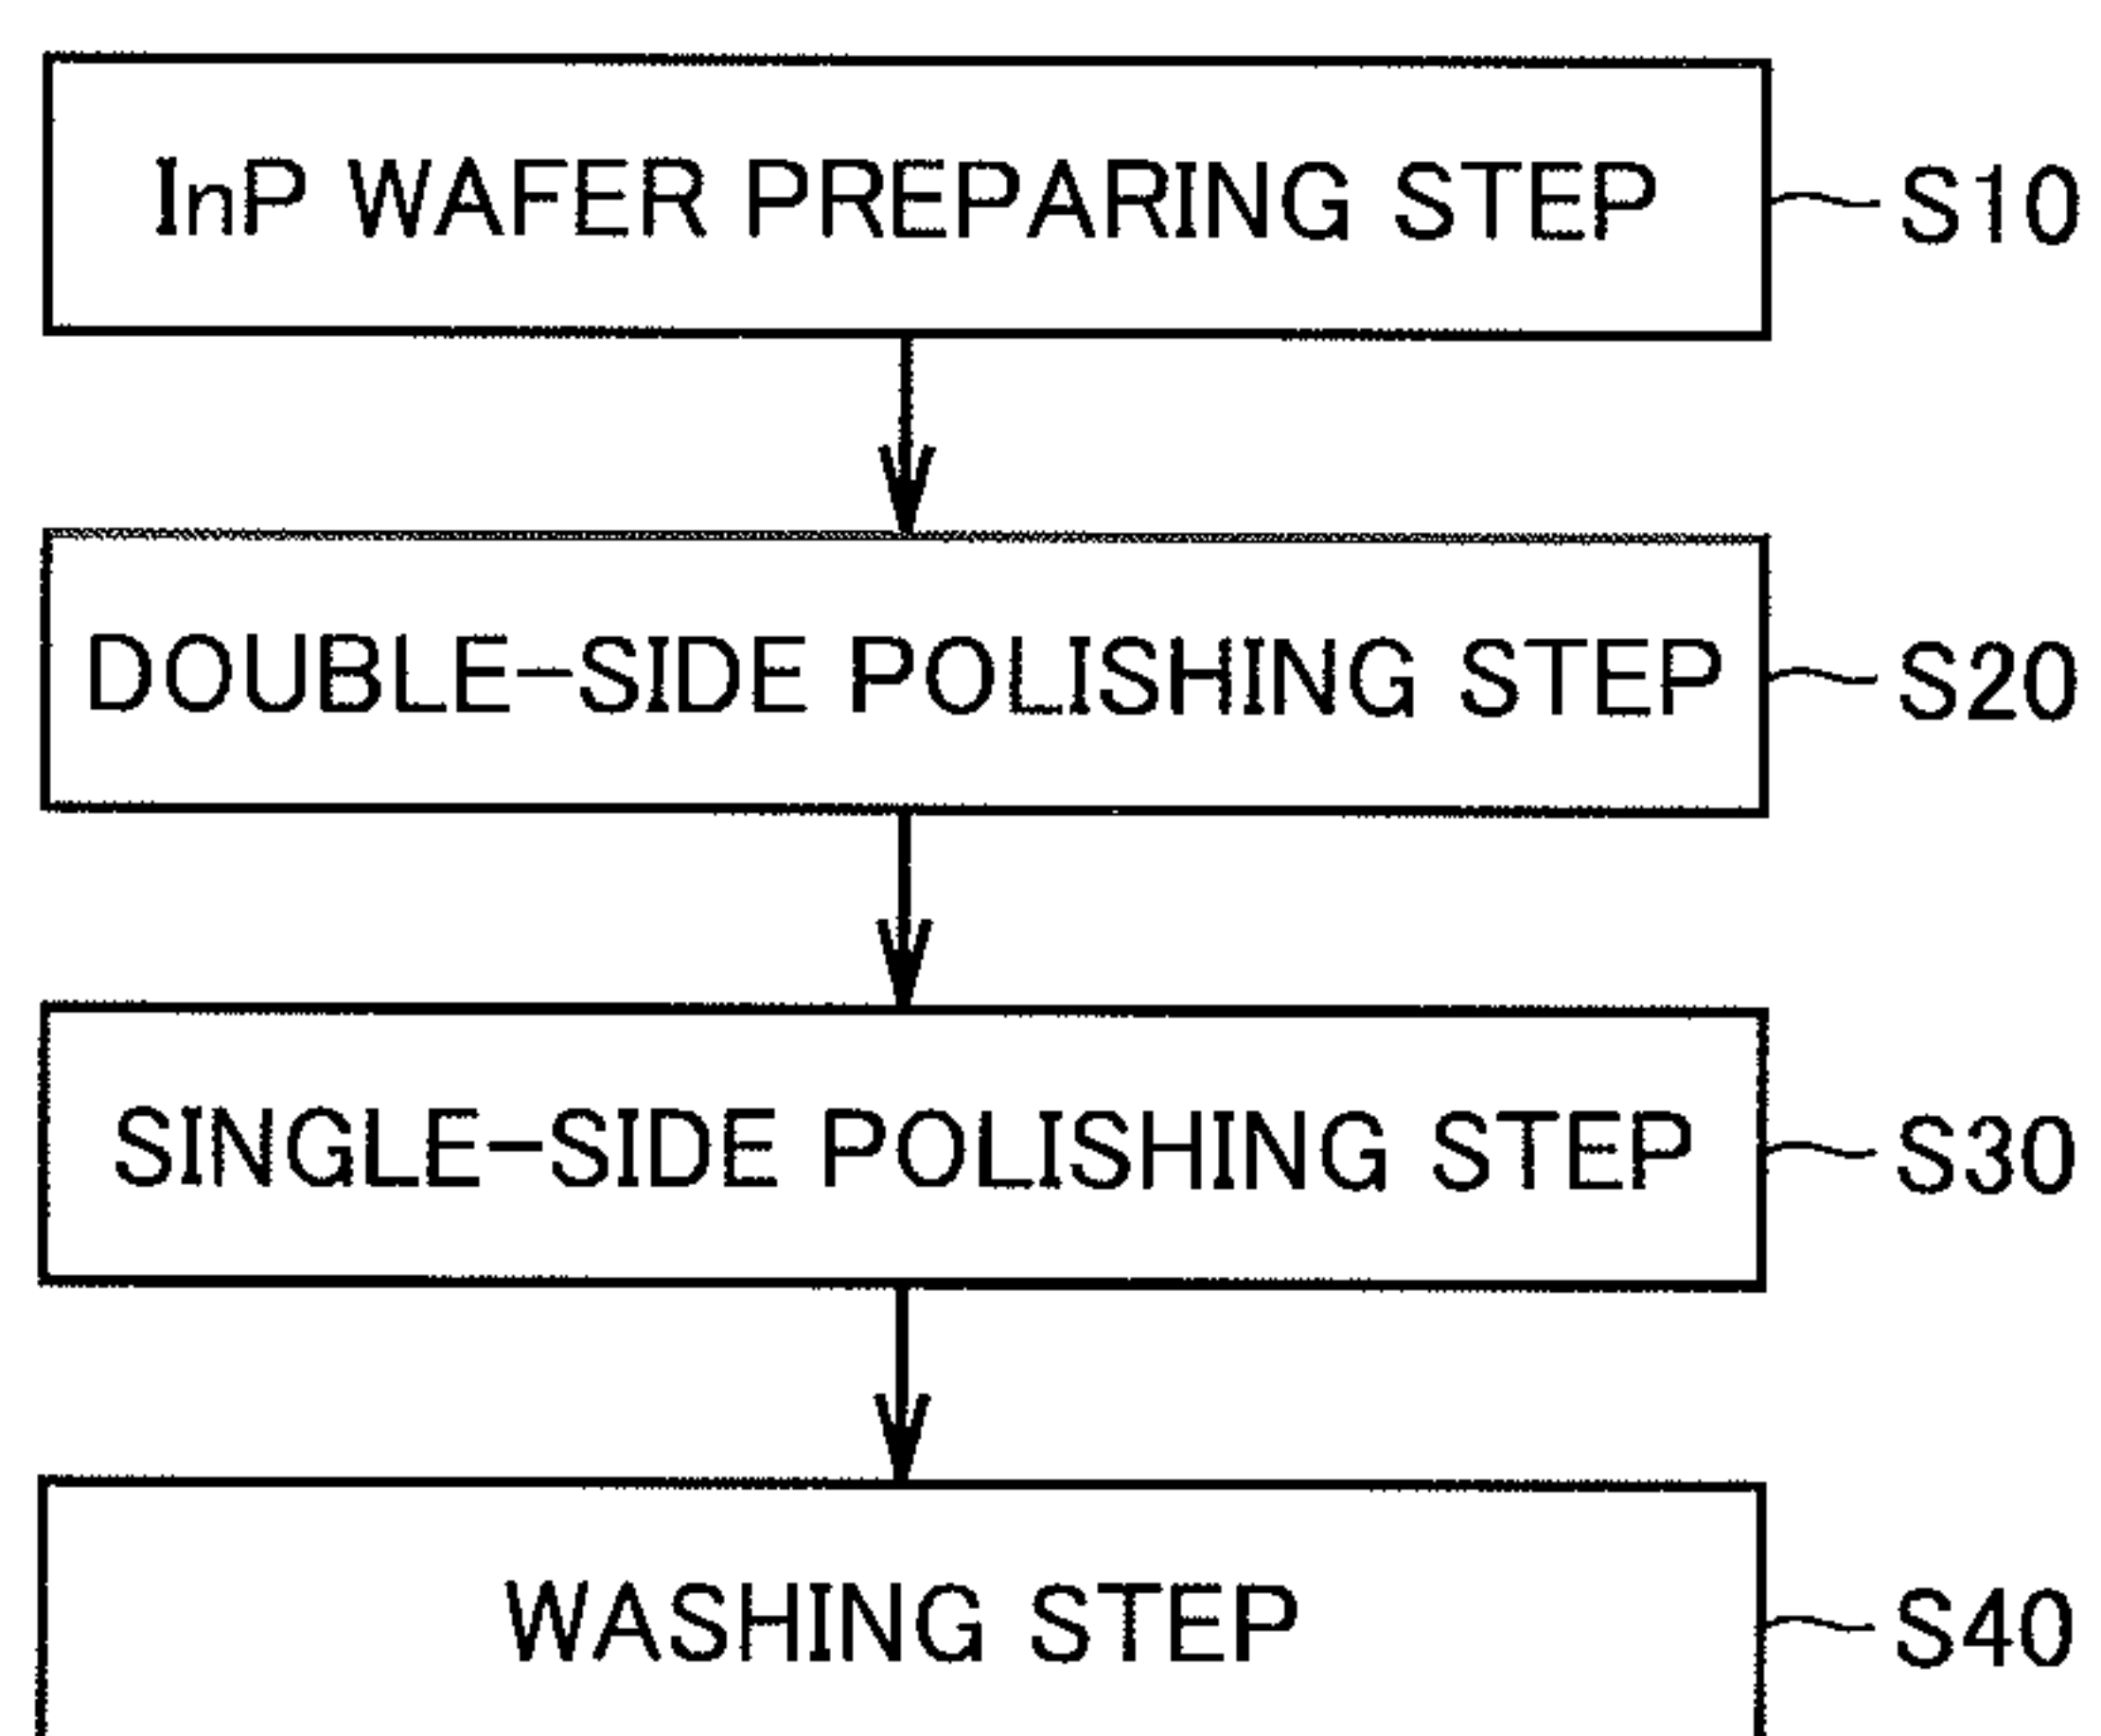 InP WAFER PREPARING STEP S10
DOUBLE-SIDE POLISHING STEP S20
SINGLE-SIDE POLISHING STEP S30
WASHING STEP S40